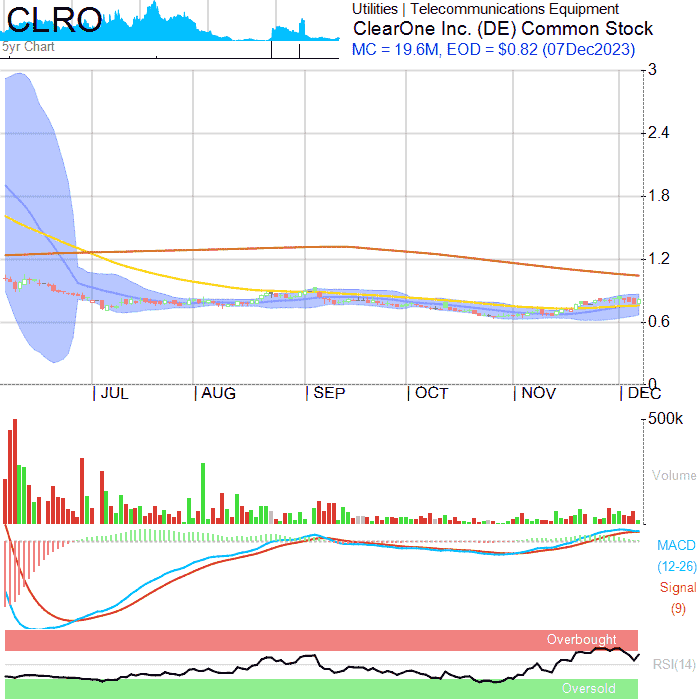 CLRO
5yr Chart
Utilities | Telecommunications Equipment
ClearOne Inc. (DE) Common Stock
MC = 19.6M, EOD = $0.82 (07Dec2023)
3
2.4
1.8
1.2
0.6
0
JUL AUG SEP OCT NOV DEC
500k
Volume
MACD
(12-26)
Signal
(9)
Overbought
RSI(14)
Oversold